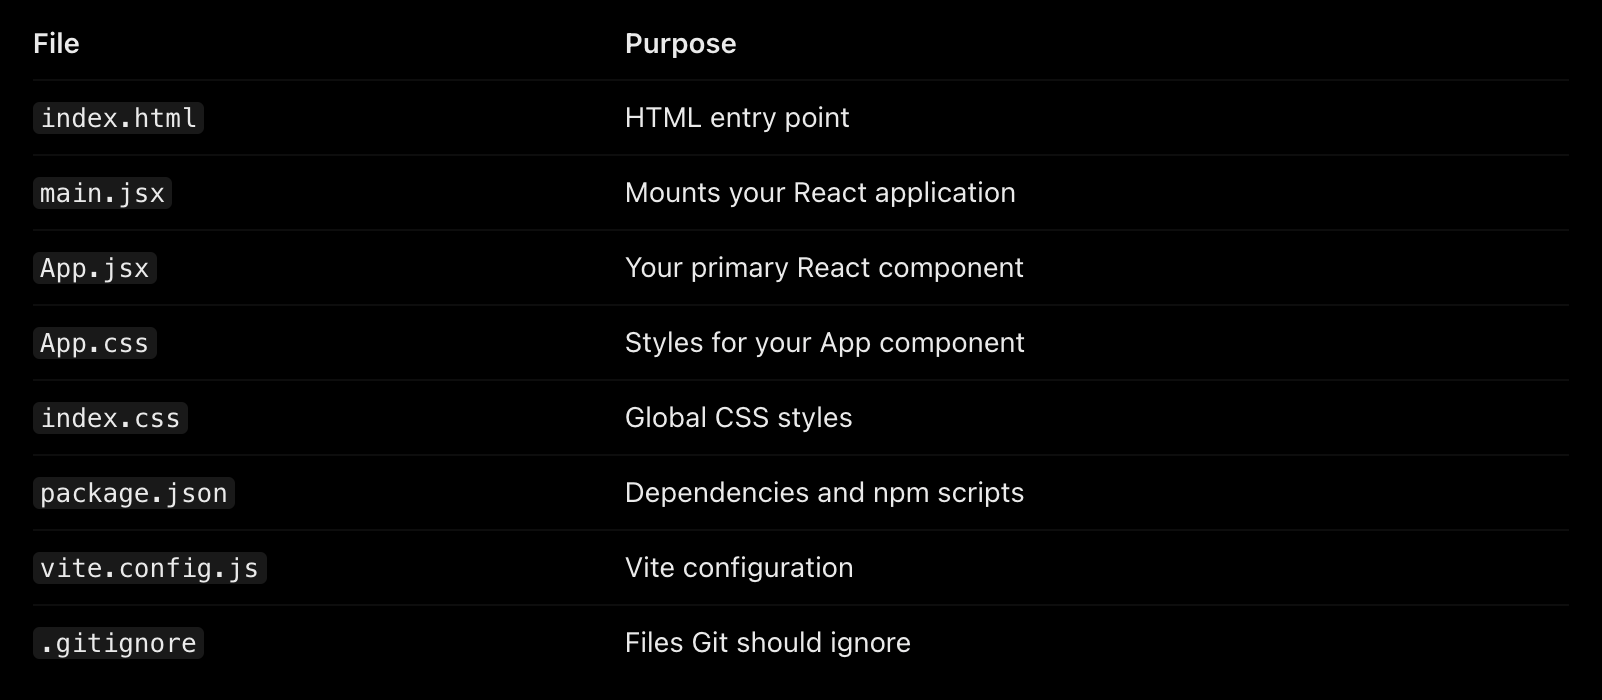 File Purpose
index.html HTML entry point
main.jsx Mounts your React application
App.jsx Your primary React component
App.css Styles for your App component
index.css Global CSS styles
package.json Dependencies and npm scripts
vite.config.js Vite configuration
.gitignore Files Git should ignore